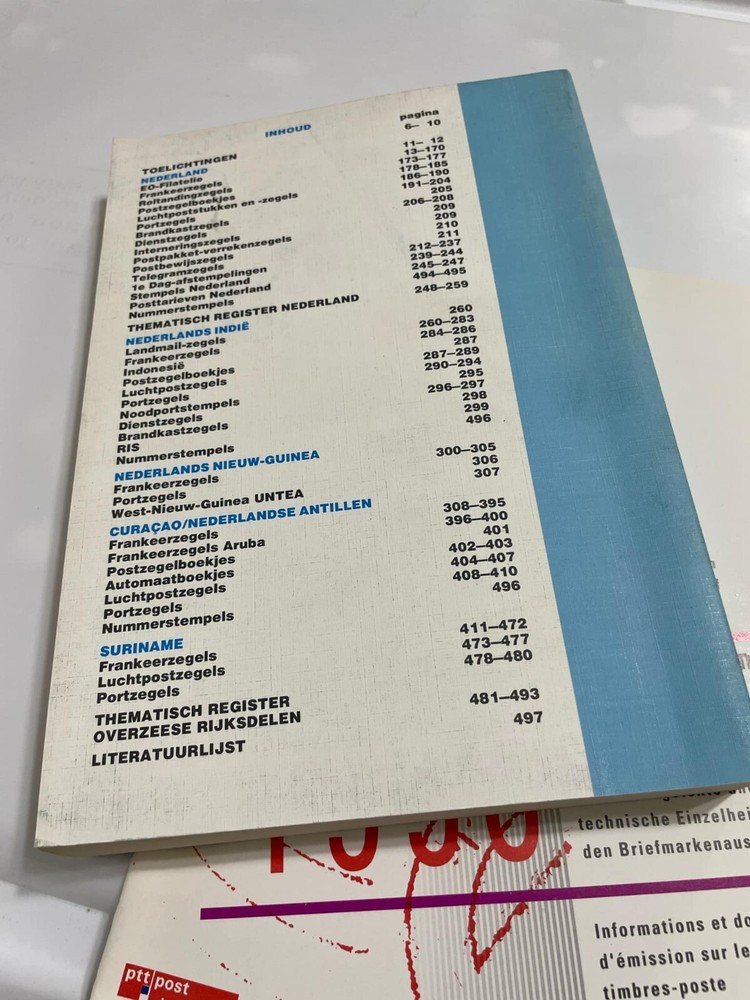 INHOUD pagina
TOELICHTINGEN 6– 10
NEDERLAND
EO-Filatelie 11– 12
Frankeerzegels 13–170
Roltandingzegels 173–177
Postzegelboekjes 178–185
Luchtpoststukken en -zegels 186–190
Portzegels 191–204
Brandkastzegels 205
Dienstzegels 206–208
Interneringszegels 209
Postpakket-verrekenzegels 209
Postbewijszegels 210
Telegramzegels 211
1e Dag-afstempelingen 212–237
Stempels Nederland 239–244
Posttarieven Nederland 245–247
Nummerstempels 494–495
THEMATISCH REGISTER NEDERLAND 248–259
NEDERLANDS INDIË
Landmail-zegels 260
Frankeerzegels 260–283
Indonesië 284–286
Postzegelboekjes 287
Luchtpostzegels 287–289
Portzegels 290–294
Noodportstempels 295
Dienstzegels 296–297
Brandkastzegels 298
RIS 299
Nummerstempels 496
NEDERLANDS NIEUW-GUINEA
Frankeerzegels 300–305
Portzegels 306
West-Nieuw-Guinea UNTEA 307
CURAÇAO/NEDERLANDSE ANTILLEN
Frankeerzegels 308–395
Frankeerzegels Aruba 396–400
Postzegelboekjes 401
Automaatboekjes 402–403
Luchtpostzegels 404–407
Portzegels 408–410
Nummerstempels 496
SURINAME
Frankeerzegels 411–472
Luchtpostzegels 473–477
Portzegels 478–480
THEMATISCH REGISTER
OVERZEESE RIJKSDELEN 481–493
LITERATUURLIJST 497
technische Einzelhei
den Briefmarkenaus
Informations et do
d'émission sur le
timbres-poste
ptt post